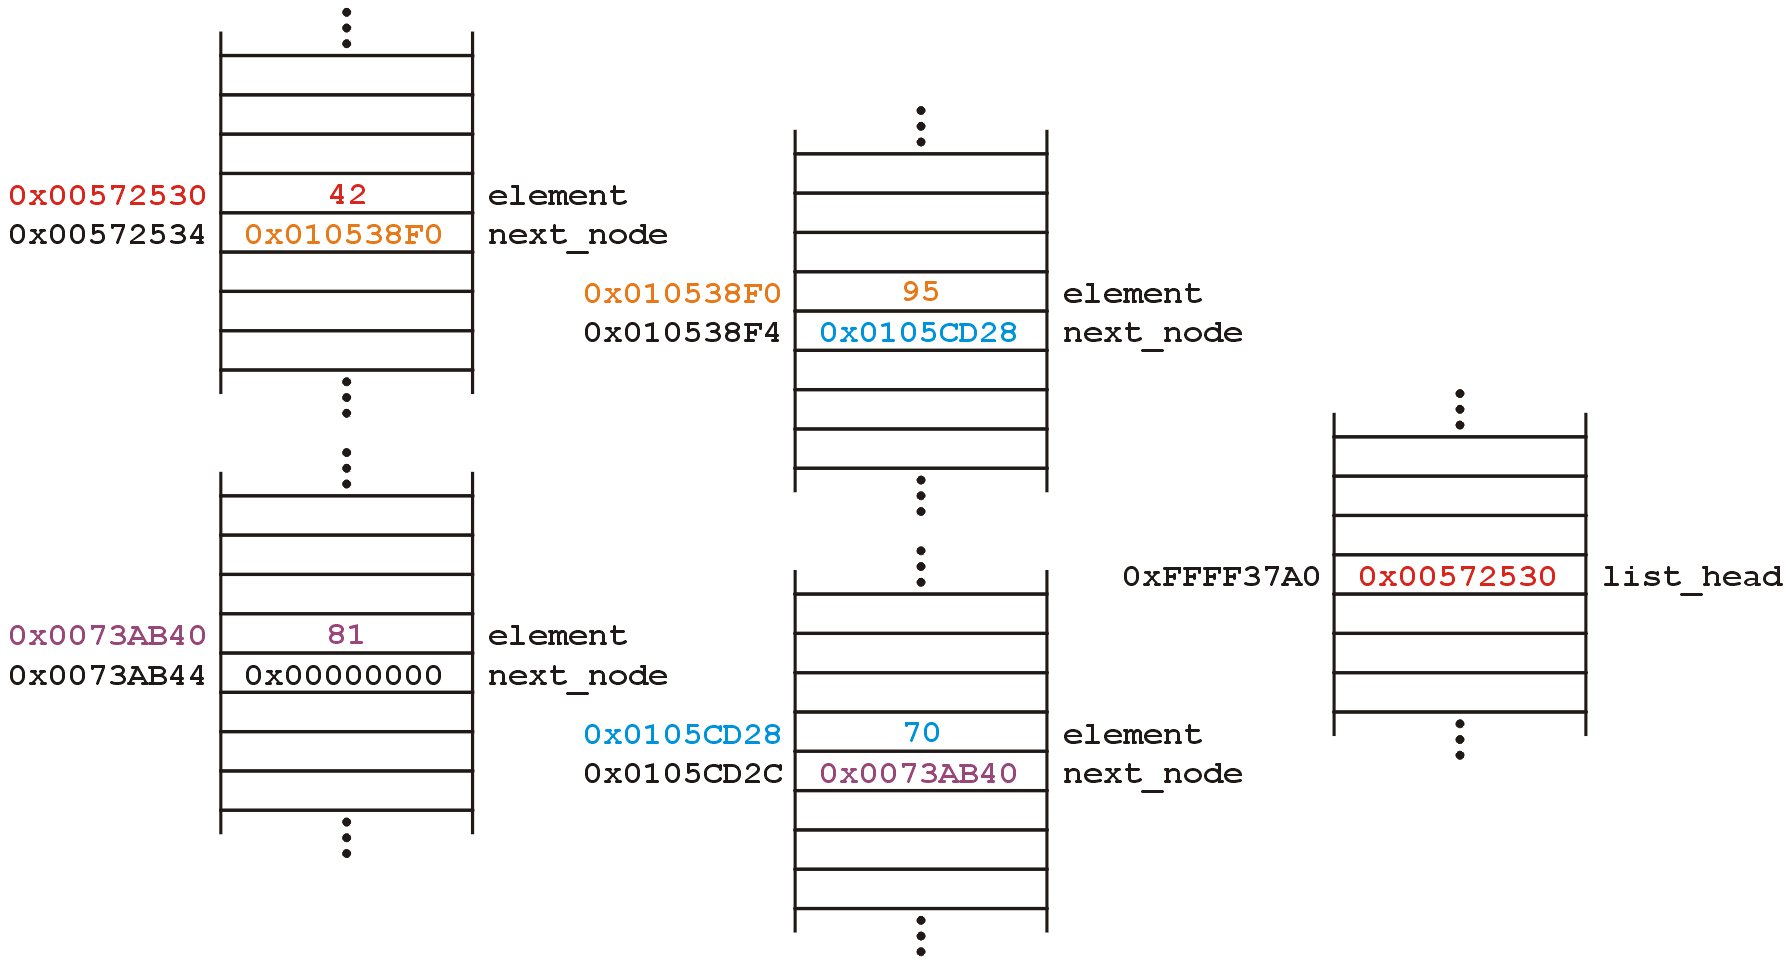 0x00572530 42 element
0x00572534 0x010538F0 next_node
0x010538F0 95 element
0x010538F4 0x0105CD28 next_node
0xFFFF37A0 0x00572530 list_head
0x0073AB40 81 element
0x0073AB44 0x00000000 next_node
0x0105CD28 70 element
0x0105CD2C 0x0073AB40 next_node